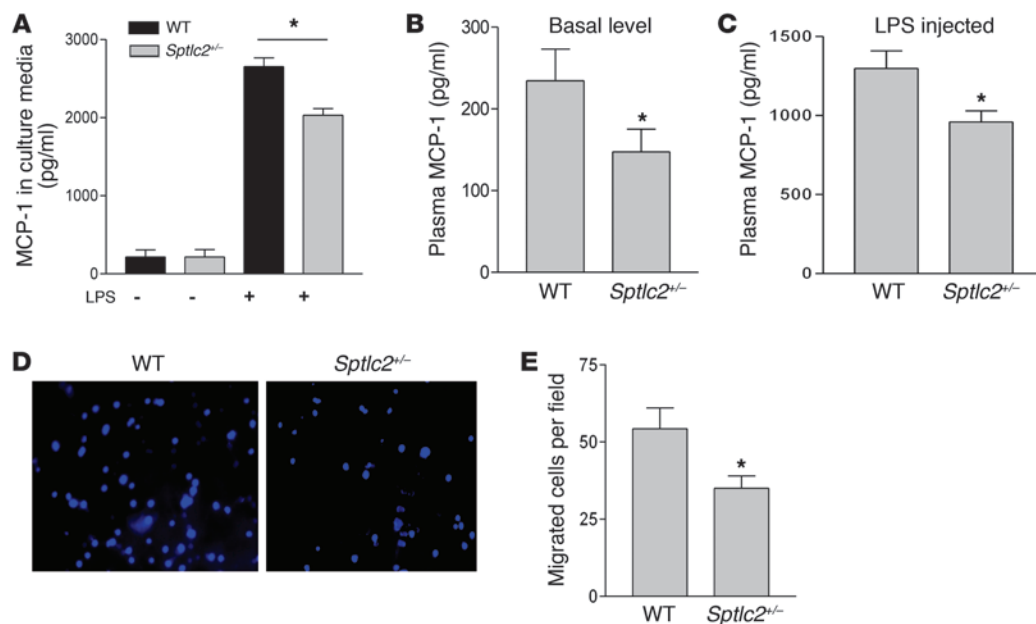 A
WT
Sptlc2+/–
*
MCP-1 in culture media
(pg/ml)
3000
2000
1000
0
LPS - - + +
B
Basal level
Plasma MCP-1 (pg/ml)
300
200
100
0
*
WT Sptlc2+/–
C
LPS injected
Plasma MCP-1 (pg/ml)
1500
1000
500
0
*
WT Sptlc2+/–
D
WT Sptlc2+/–
E
Migrated cells per field
75
50
25
0
*
WT Sptlc2+/–